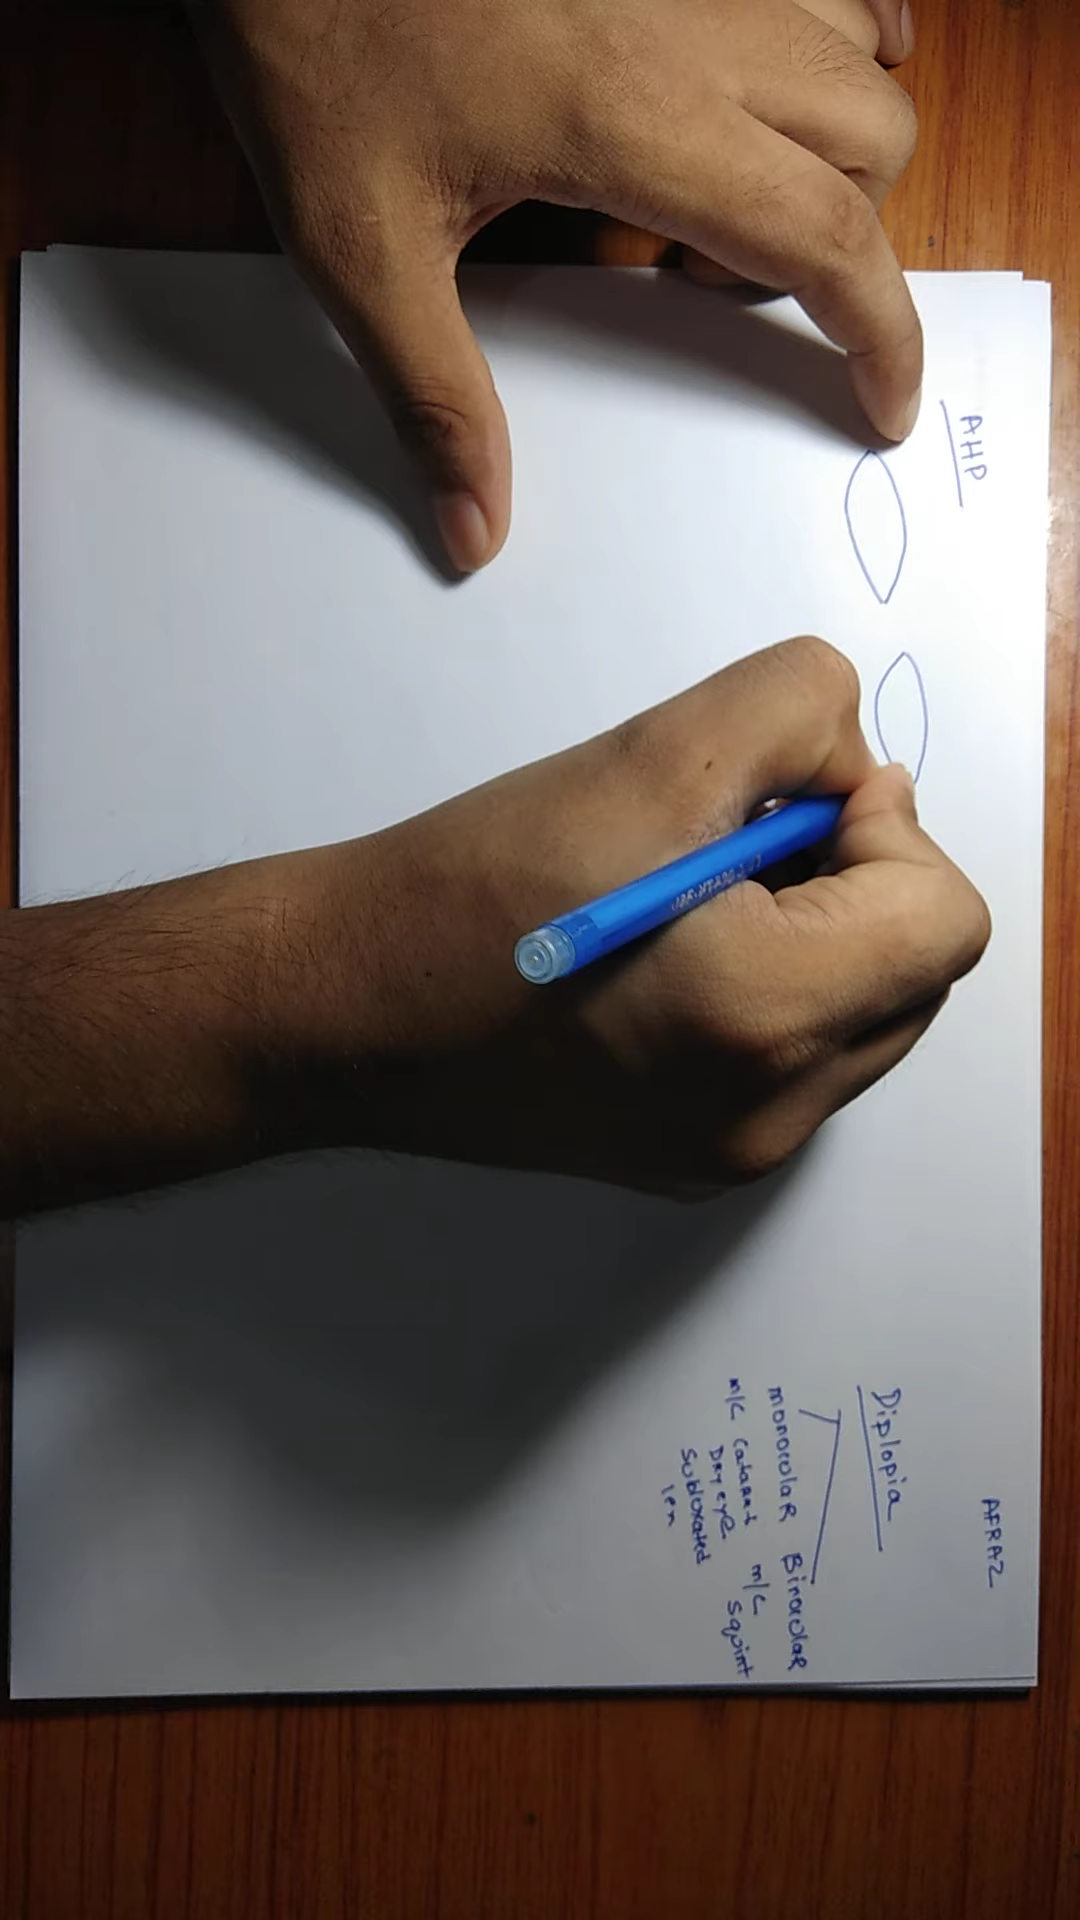 AHP
AFRAZ
Diplopia
monocular Binocular
m/c Cataract m/c
Dry eye squint
Subluxated
len